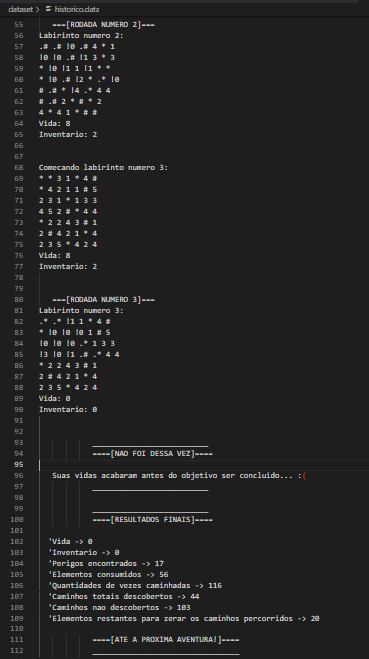 dataset > historico.data
55 ===[RODADA NUMERO 2]===
56 Labirinto numero 2:
57 .# .# !0 .# 4 * 1
58 !0 !0 .# !1 3 * 3
59 * !0 !1 1 !1 * *
60 * !0 .# !2 * .* !0
61 # .# * !4 .* 4 4
62 # .# 2 * # * 2
63 4 * 4 1 * # #
64 Vida: 8
65 Inventario: 2
66
67
68 Comecando labirinto numero 3:
69 * * 3 1 * 4 #
70 * 4 2 1 1 # 5
71 2 3 1 * 1 3 3
72 4 5 2 # * 4 4
73 * 2 2 4 3 # 1
74 2 # 4 2 1 * 4
75 2 3 5 * 4 2 4
76 Vida: 8
77 Inventario: 2
78
79
80 ===[RODADA NUMERO 3]===
81 Labirinto numero 3:
82 .* .* !1 1 * 4 #
83 * !0 !0 !0 1 # 5
84 !0 !0 !0 .* 1 3 3
85 !3 !0 !1 .# .* 4 4
86 * 2 2 4 3 # 1
87 2 # 4 2 1 * 4
88 2 3 5 * 4 2 4
89 Vida: 0
90 Inventario: 0
91
92
93
94 ====[NAO FOI DESSA VEZ]====
95
96 Suas vidas acabaram antes do objetivo ser concluido... :(
97
98
99
100 ====[RESULTADOS FINAIS]====
101
102 'Vida -> 0
103 'Inventario -> 0
104 'Perigos encontrados -> 17
105 'Elementos consumidos -> 56
106 'Quantidades de vezes caminhadas -> 116
107 'Caminhos totais descobertos -> 44
108 'Caminhos nao descobertos -> 103
109 'Elementos restantes para zerar os caminhos percorridos -> 20
110
111 ====[ATE A PROXIMA AVENTURA!]====
112